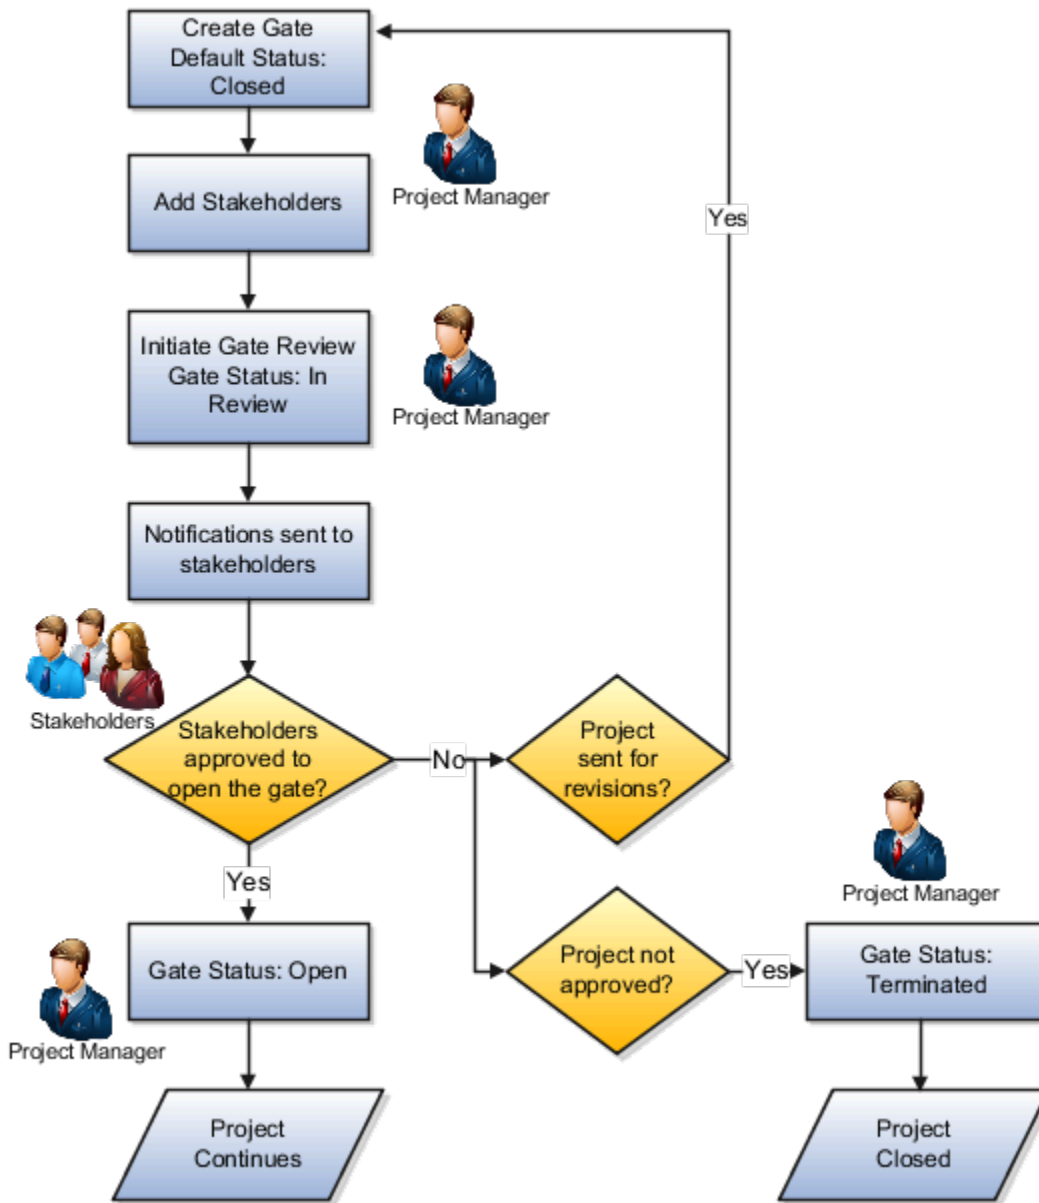 Create Gate
Default Status:
Closed
Project Manager
Add Stakeholders
Yes
Initiate Gate Review
Gate Status: In
Review
Project Manager
Notifications sent to
stakeholders
Stakeholders
Stakeholders
approved to
open the gate?
No
Project
sent for
revisions?
Yes
Project Manager
Gate Status: Open
Project Manager
Project not
approved?
Yes
Gate Status:
Terminated
Project
Continues
Project
Closed